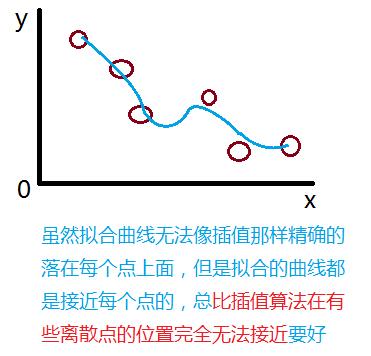 y
0
x
虽然拟合曲线无法像插值那样精确的
落在每个点上面，但是拟合的曲线都
是接近每个点的，总比插值算法在有
些离散点的位置完全无法接近要好